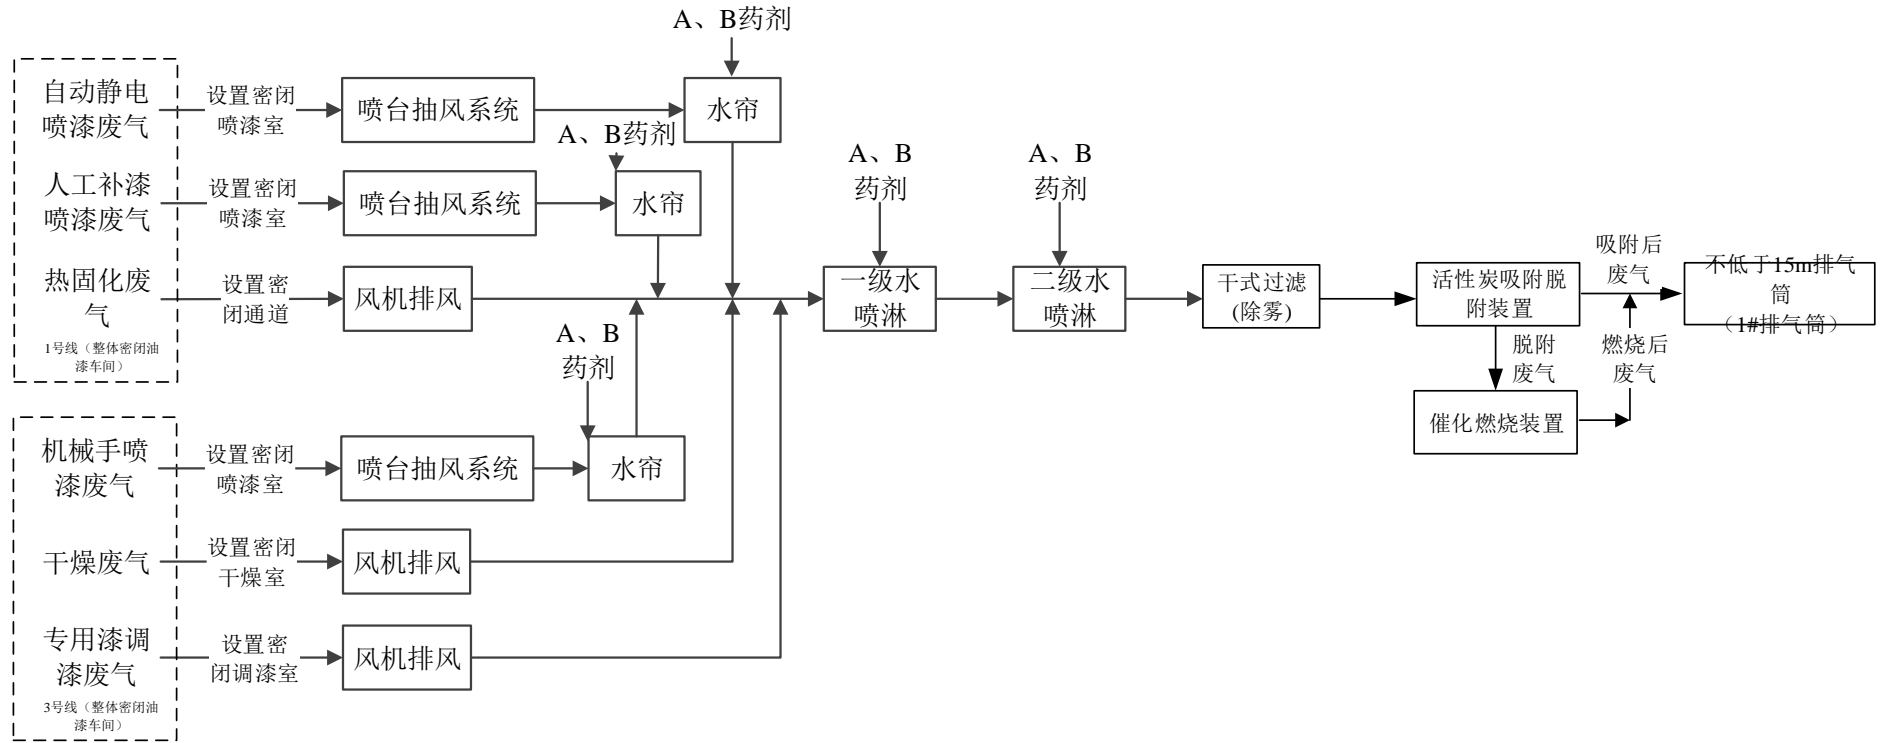 A、B药剂
自动静电
喷漆废气
设置密闭
喷漆室
喷台抽风系统
水帘
A、B药剂
人工补漆
喷漆废气
设置密闭
喷漆室
喷台抽风系统
水帘
热固化废
气
设置密
闭通道
风机排风
1号线（整体密闭油
漆车间）
A、B
药剂
一级水
喷淋
A、B
药剂
二级水
喷淋
干式过滤
(除雾)
活性炭吸附脱
附装置
吸附后
废气
不低于15m排气
筒
（1#排气筒）
脱附
废气
燃烧后
废气
催化燃烧装置
A、B
药剂
机械手喷
漆废气
设置密闭
喷漆室
喷台抽风系统
水帘
干燥废气
设置密闭
干燥室
风机排风
专用漆调
漆废气
设置密
闭调漆室
风机排风
3号线（整体密闭油
漆车间）